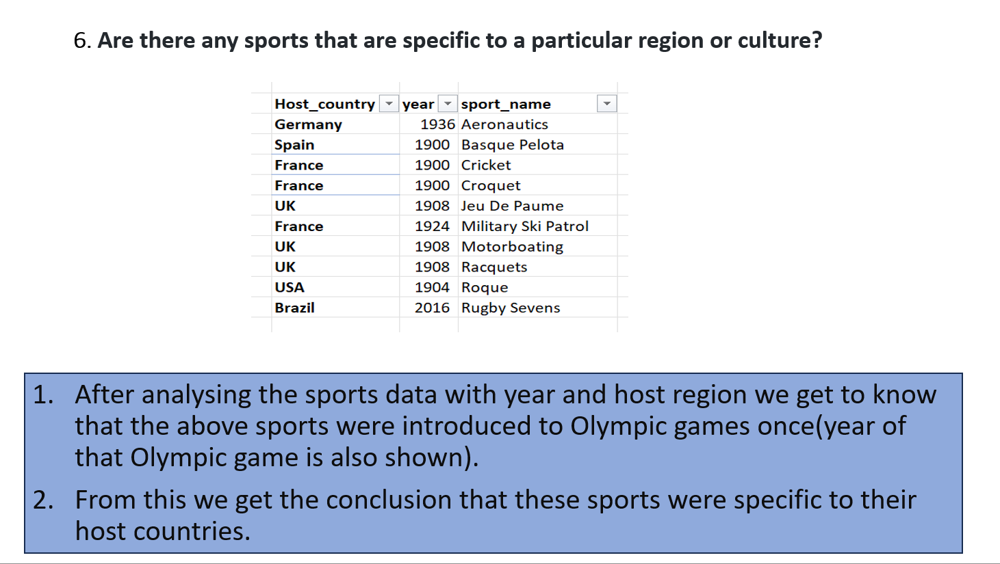 6. Are there any sports that are specific to a particular region or culture?
Host_country year sport_name
Germany 1936 Aeronautics
Spain 1900 Basque Pelota
France 1900 Cricket
France 1900 Croquet
UK 1908 Jeu De Paume
France 1924 Military Ski Patrol
UK 1908 Motorboating
UK 1908 Racquets
USA 1904 Roque
Brazil 2016 Rugby Sevens
1. After analysing the sports data with year and host region we get to know
that the above sports were introduced to Olympic games once(year of
that Olympic game is also shown).
2. From this we get the conclusion that these sports were specific to their
host countries.